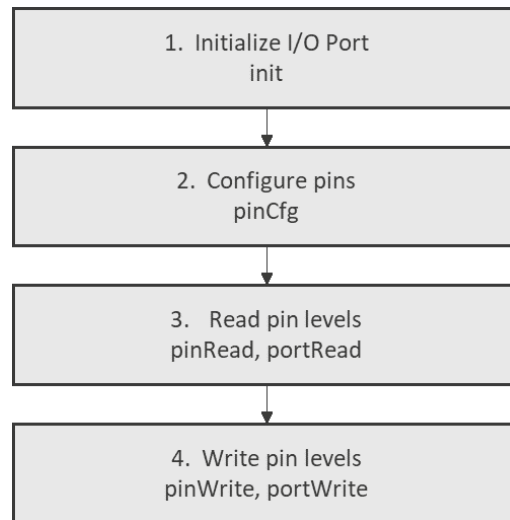 1. Initialize I/O Port
init
2. Configure pins
pinCfg
3. Read pin levels
pinRead, portRead
4. Write pin levels
pinWrite, portWrite